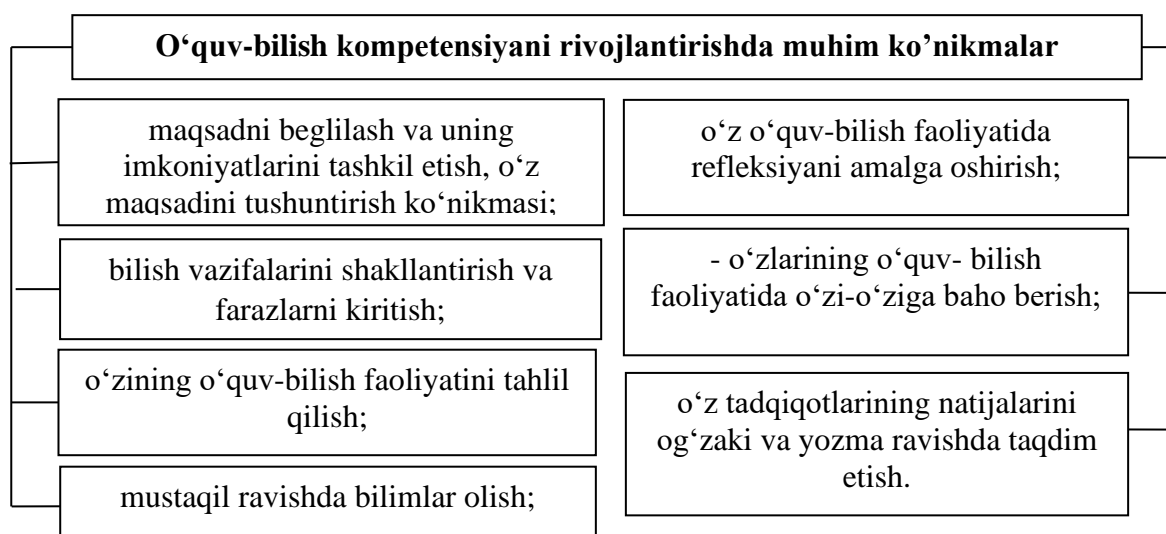 O‘quv-bilish kompetensiyani rivojlantirishda muhim ko’nikmalar
maqsadni beglilash va uning
imkoniyatlarini tashkil etish, o‘z
maqsadini tushuntirish ko‘nikmasi;
bilish vazifalarini shakllantirish va
farazlarni kiritish;
o‘zining o‘quv-bilish faoliyatini tahlil
qilish;
mustaqil ravishda bilimlar olish;
o‘z o‘quv-bilish faoliyatida
refleksiyani amalga oshirish;
- o‘zlarining o‘quv- bilish
faoliyatida o‘zi-o‘ziga baho berish;
o‘z tadqiqotlarining natijalarini
og‘zaki va yozma ravishda taqdim
etish.